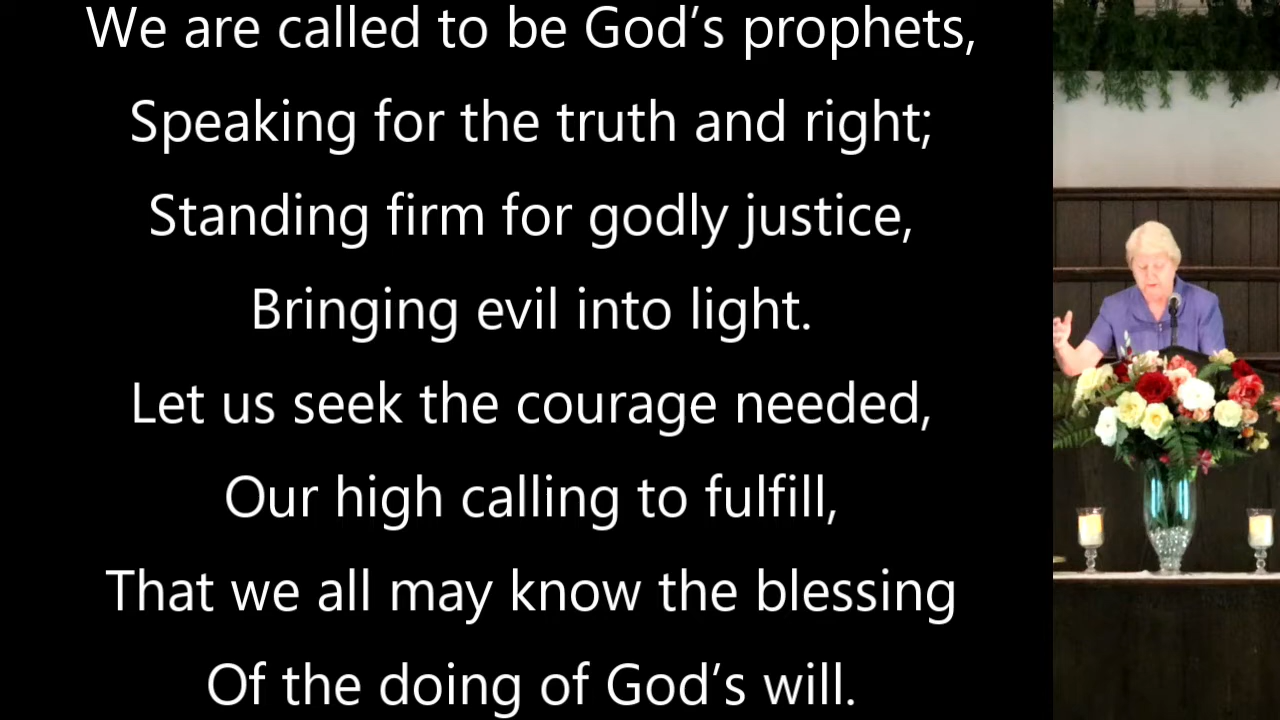 We are called to be God’s prophets,
Speaking for the truth and right;
Standing firm for godly justice,
Bringing evil into light.
Let us seek the courage needed,
Our high calling to fulfill,
That we all may know the blessing
Of the doing of God’s will.